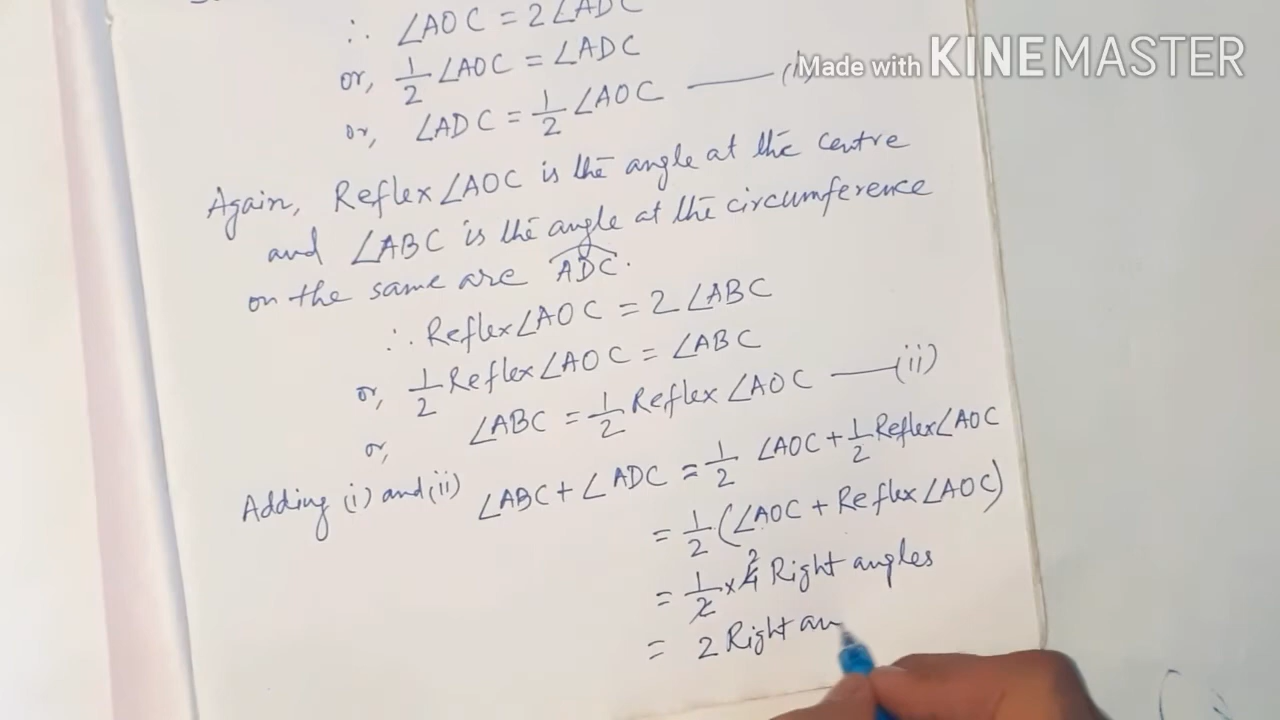 ∴ ∠AOC = 2∠ADC
or, 1/2 ∠AOC = ∠ADC
or, ∠ADC = 1/2 ∠AOC —— (i)
Made with KINEMASTER
Again, Reflex ∠AOC is the angle at the centre
and ∠ABC is the angle at the circumference
on the same arc ADC.
∴ Reflex ∠AOC = 2 ∠ABC
or, 1/2 Reflex ∠AOC = ∠ABC
or, ∠ABC = 1/2 Reflex ∠AOC —— (ii)
Adding (i) and (ii) ∠ABC + ∠ADC = 1/2 ∠AOC + 1/2 Reflex ∠AOC
= 1/2 (∠AOC + Reflex ∠AOC)
= 1/2 × 4 2 Right angles
= 2 Right an